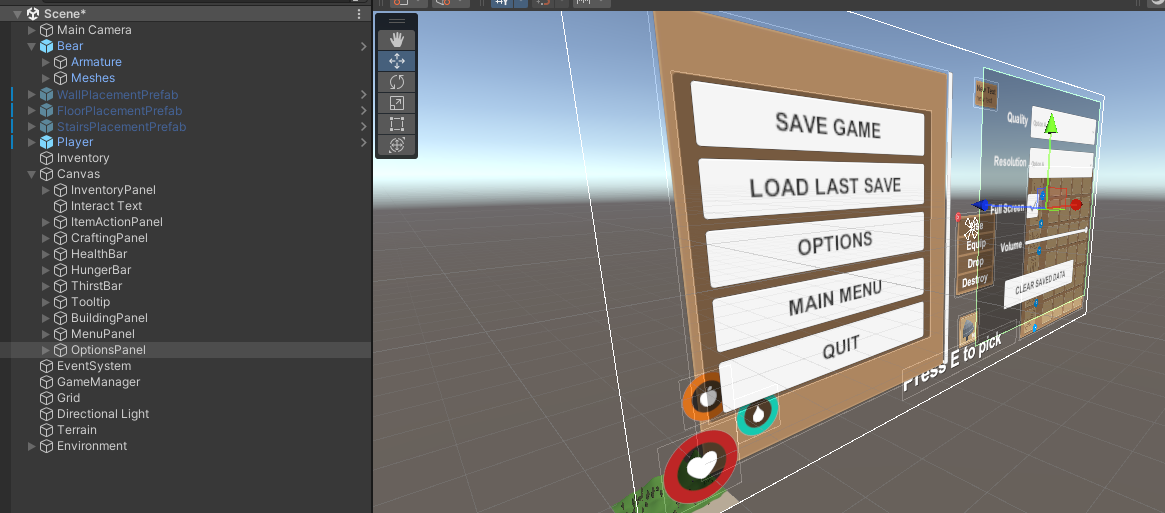 Scene*
Main Camera
Bear
Armature
Meshes
WallPlacementPrefab
FloorPlacementPrefab
StairsPlacementPrefab
Player
Inventory
Canvas
InventoryPanel
Interact Text
ItemActionPanel
CraftingPanel
HealthBar
HungerBar
ThirstBar
Tooltip
BuildingPanel
MenuPanel
OptionsPanel
EventSystem
GameManager
Grid
Directional Light
Terrain
Environment
SAVE GAME
LOAD LAST SAVE
OPTIONS
MAIN MENU
QUIT
Quality
Resolution
Full Screen
Volume
CLEAR SAVED DATA
Equip
Drop
Destroy
Press E to pick